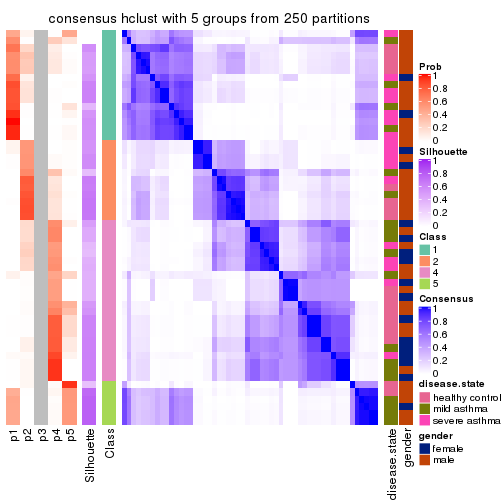 consensus hclust with 5 groups from 250 partitions
Prob
1
0.8
0.6
0.4
0.2
0
Silhouette
1
0.8
0.6
0.4
0.2
0
Class
1
2
4
5
Consensus
1
0.8
0.6
0.4
0.2
0
disease.state
healthy control
mild asthma
severe asthma
gender
female
male
p1
p2
p3
p4
p5
Silhouette
Class
disease.state
gender